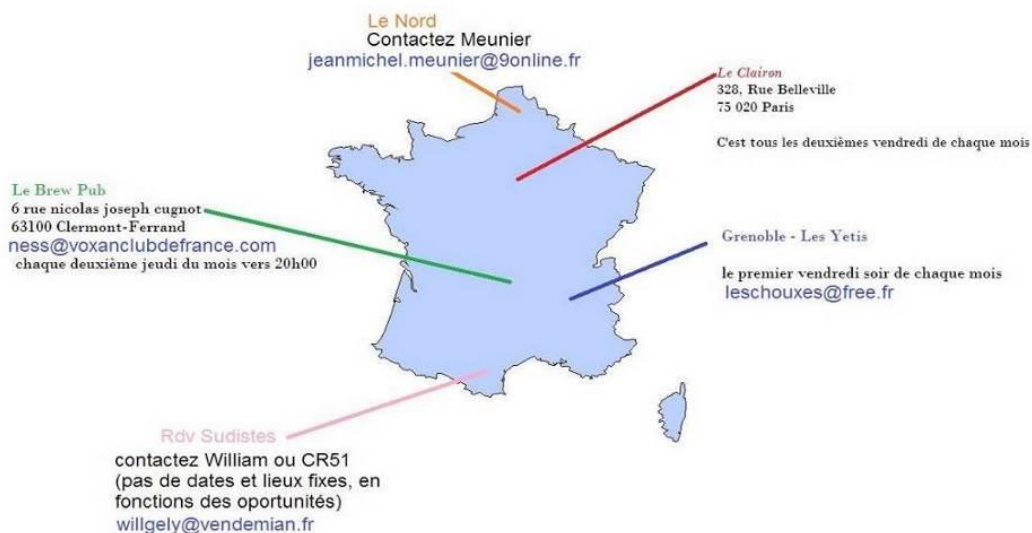 Le Nord
Contactez Meunier
jeanmichel.meunier@9online.fr
Le Clairon
328, Rue Belleville
75 020 Paris
C'est tous les deuxièmes vendredi de chaque mois
Le Brew Pub
6 rue nicolas joseph cugnot
63100 Clermont-Ferrand
ness@voxanclubdefrance.com
chaque deuxième jeudi du mois vers 20h00
Grenoble - Les Yetis
le premier vendredi soir de chaque mois
leschouxes@free.fr
Rdv Sudistes
contactez William ou CR51
(pas de dates et lieux fixes, en
fonctions des oportunités)
willgely@vendemian.fr